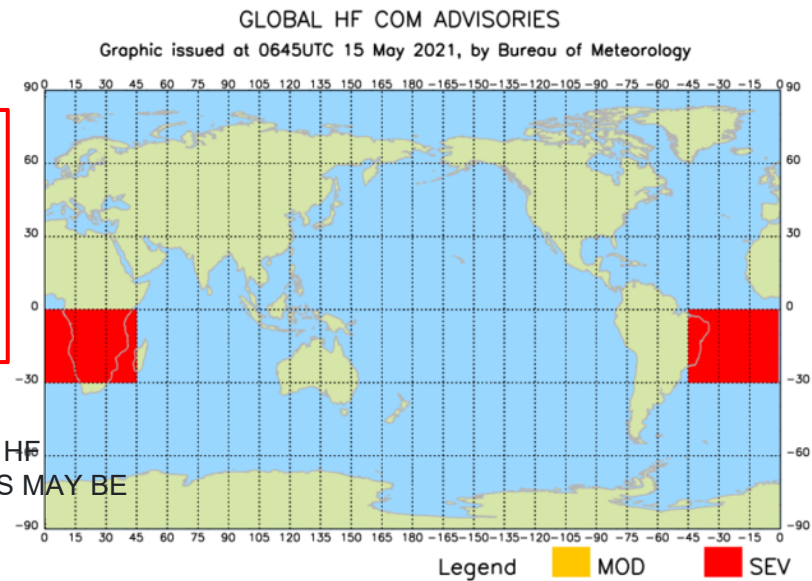 GLOBAL HF COM ADVISORIES
Graphic issued at 0645UTC 15 May 2021, by Bureau of Meteorology
0 15 30 45 60 75 90 105 120 135 150 165 180 -165 -150 -135 -120 -105 -90 -75 -60 -45 -30 -15 0
90 90
60 60
30 30
0 0
-30 -30
HF -60
S MAY BE
-90 -90
0 15 30 45 60 75 90 105 120 135 150 165 180 -165 -150 -135 -120 -105 -90 -75 -60 -45 -30 -15 0
Legend MOD SEV